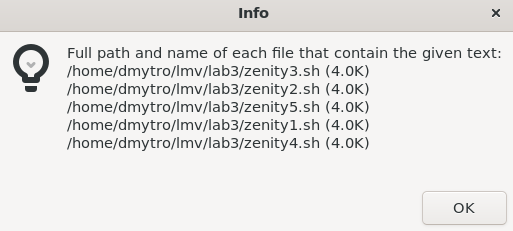 Info
×
Full path and name of each file that contain the given text:
/home/dmytro/lmv/lab3/zenity3.sh (4.0K)
/home/dmytro/lmv/lab3/zenity2.sh (4.0K)
/home/dmytro/lmv/lab3/zenity5.sh (4.0K)
/home/dmytro/lmv/lab3/zenity1.sh (4.0K)
/home/dmytro/lmv/lab3/zenity4.sh (4.0K)
OK